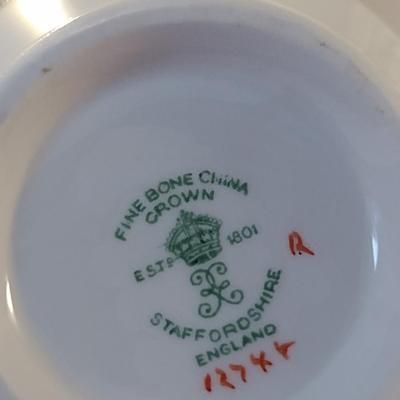 FINE BONE CHINA
CROWN
ESTD 1801
R
STAFFORDSHIRE
ENGLAND